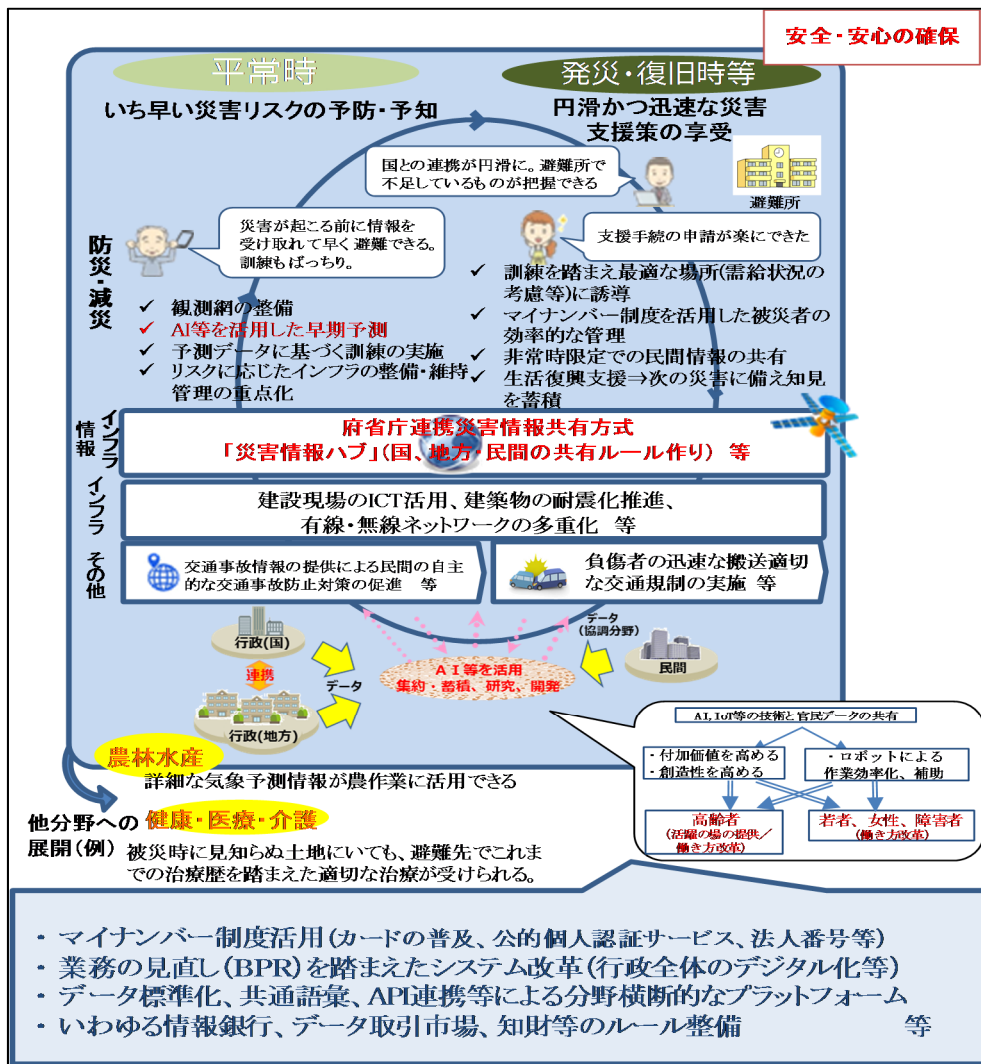 安全・安心の確保
平常時
いち早い災害リスクの予防・予知
発災・復旧時等
円滑かつ迅速な災害
支援策の享受
国との連携が円滑に。避難所で
不足しているものが把握できる
避難所
災害が起こる前に情報を
受け取れて早く避難できる。
訓練もばっちり。
支援手続の申請が楽にできた
防災・減災
✓ 観測網の整備
✓ AI等を活用した早期予測
✓ 予測データに基づく訓練の実施
✓ リスクに応じたインフラの整備・維持
管理の重点化
✓ 訓練を踏まえ最適な場所(需給状況の
考慮等)に誘導
✓ マイナンバー制度を活用した被災者の
効率的な管理
✓ 非常時限定での民間情報の共有
✓ 生活復興支援⇒次の災害に備え知見
を蓄積
情報
インフラ
府省庁連携災害情報共有方式
「災害情報ハブ」(国、地方・民間の共有ルール作り) 等
インフラ
建設現場のICT活用、建築物の耐震化推進、
有線・無線ネットワークの多重化 等
その他
交通事故情報の提供による民間の自主
的な交通事故防止対策の促進 等
負傷者の迅速な搬送適切
な交通規制の実施 等
行政(国)
連携
行政(地方)
データ
AI等を活用
集約・蓄積、研究、開発
データ
(協調分野)
民間
AI,IoT等の技術と官民データの共有
・付加価値を高める
・創造性を高める
・ロボットによる
作業効率化、補助
高齢者
(活躍の場の提供/
働き方改革)
若者、女性、障害者
(働き方改革)
農林水産
詳細な気象予測情報が農作業に活用できる
他分野への
展開(例)
健康・医療・介護
被災時に見知らぬ土地にいても、避難先でこれま
での治療歴を踏まえた適切な治療が受けられる。
・マイナンバー制度活用(カードの普及、公的個人認証サービス、法人番号等)
・業務の見直し(BPR)を踏まえたシステム改革(行政全体のデジタル化等)
・データ標準化、共通語彙、API連携等による分野横断的なプラットフォーム
・いわゆる情報銀行、データ取引市場、知財等のルール整備 等